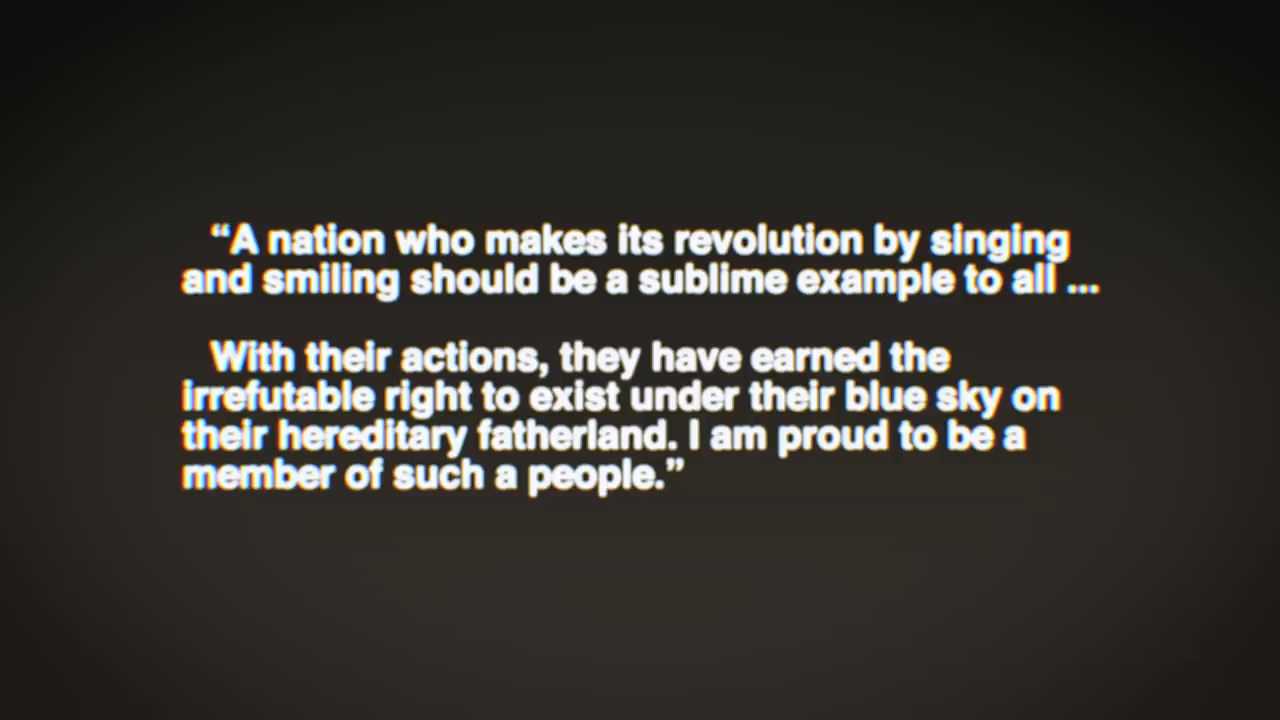 “A nation who makes its revolution by singing
and smiling should be a sublime example to all ...
With their actions, they have earned the
irrefutable right to exist under their blue sky on
their hereditary fatherland. I am proud to be a
member of such a people.”